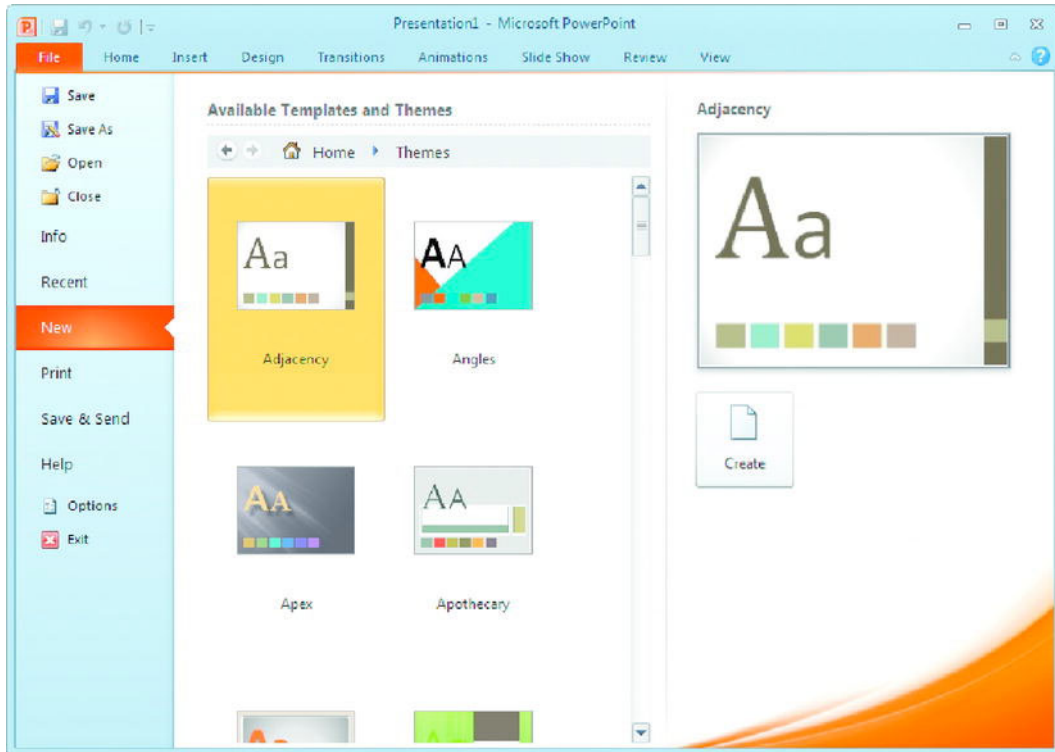 P
Presentation1 - Microsoft PowerPoint
File Home Insert Design Transitions Animations Slide Show Review View
Save
Save As
Open
Close
Info
Recent
New
Print
Save & Send
Help
Options
Exit
Available Templates and Themes
Home Themes
Aa
Adjacency
AA
Angles
AA
Apex
AA
Apothecary
Aa
Aa
Adjacency
Aa
Create